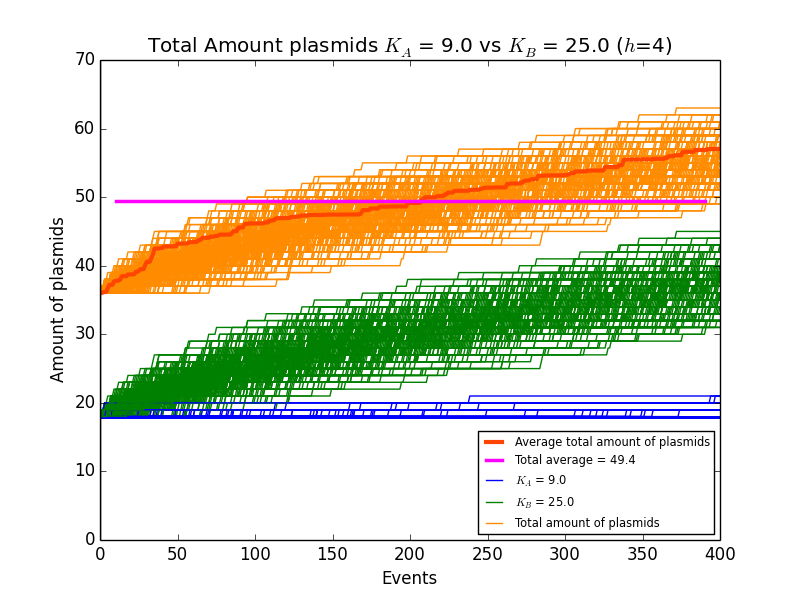 Total Amount plasmids K_A = 9.0 vs K_B = 25.0 (h=4)
70
60
50
40
30
20
10
0
Amount of plasmids
Average total amount of plasmids
Total average = 49.4
K_A = 9.0
K_B = 25.0
Total amount of plasmids
0 50 100 150 200 250 300 350 400
Events